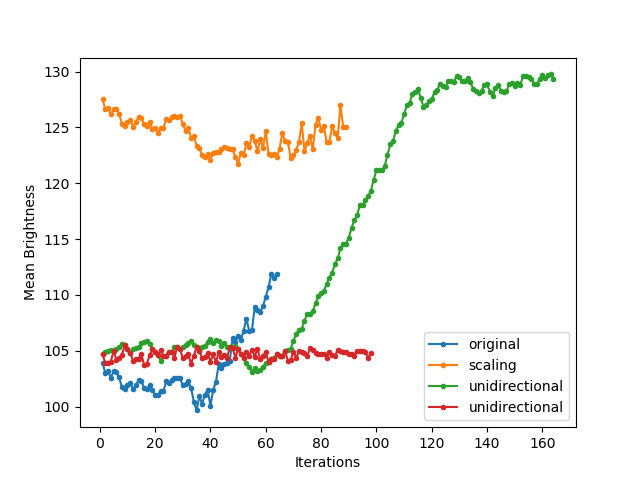 130
125
120
115
110
105
100
Mean Brightness
0 20 40 60 80 100 120 140 160
Iterations
original
scaling
unidirectional
unidirectional